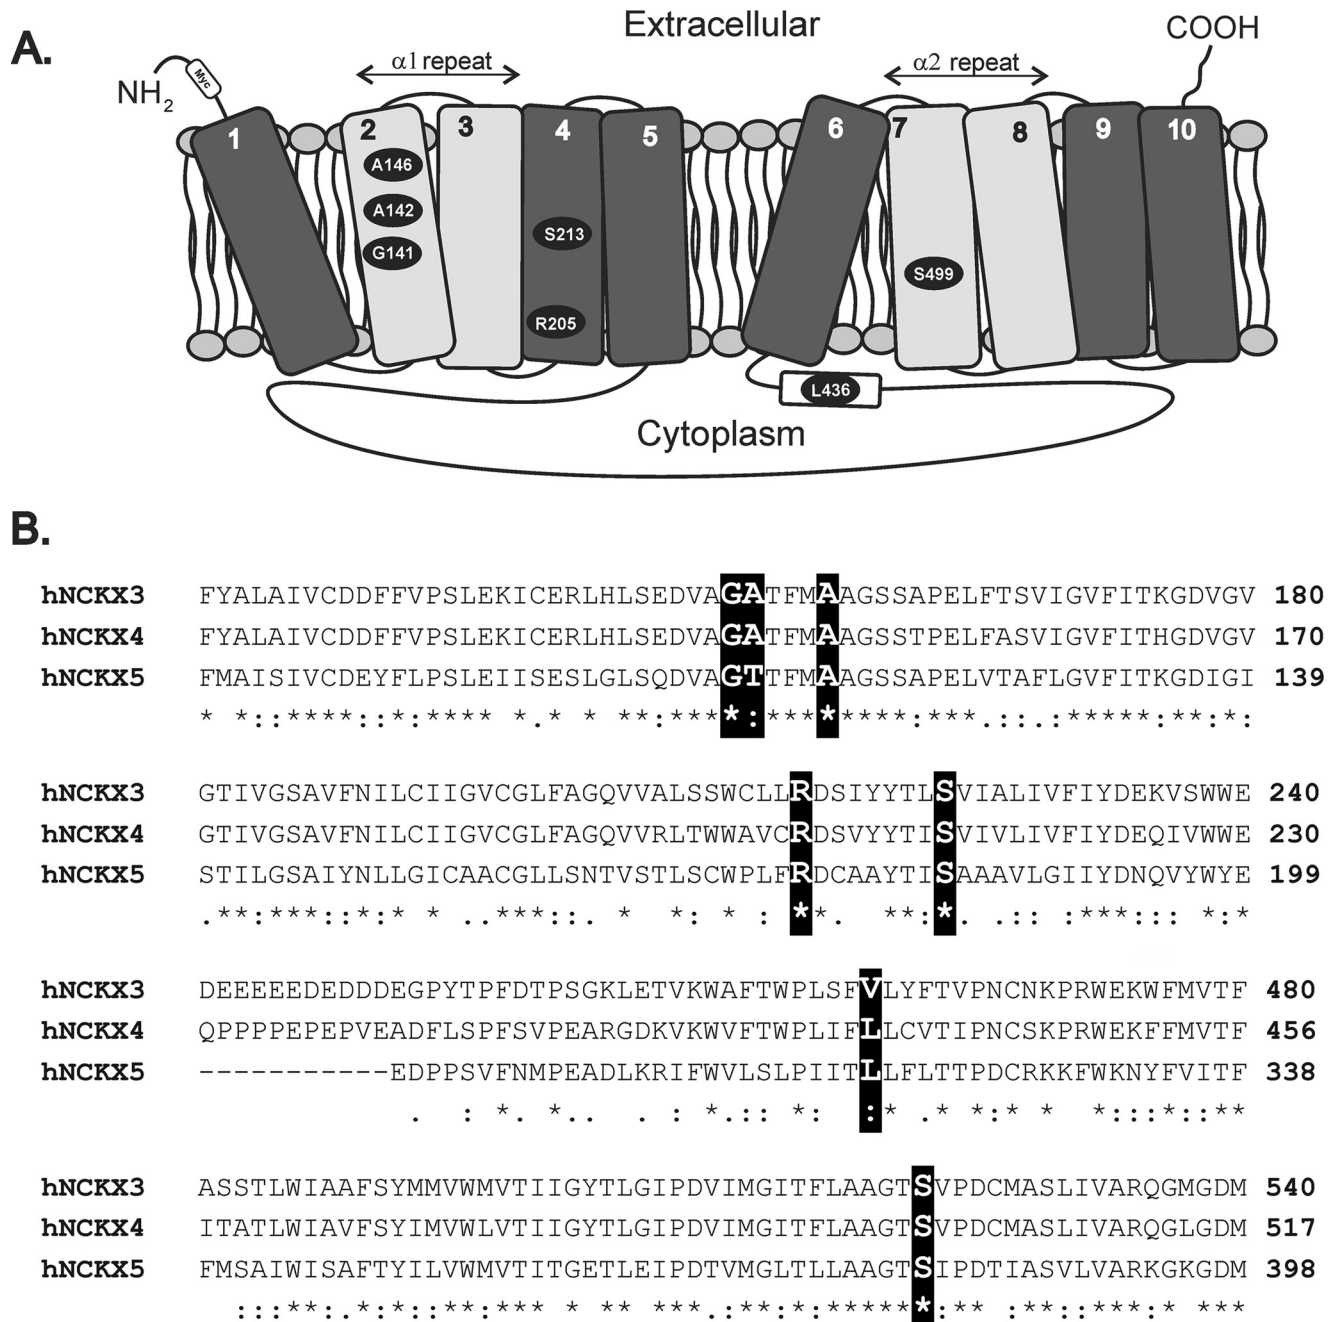 A.
Extracellular
COOH
α1 repeat
α2 repeat
NH2
Myc
1
2
3
4
5
6
7
8
9
10
A146
A142
G141
S213
R205
S499
L436
Cytoplasm
B.
hNCKX3 FYALAIVCDDFFVPSLEKICERLHLSEDVAGATFMAAGSSAPELFTSVIGVFITKGDVGV 180
hNCKX4 FYALAIVCDDFFVPSLEKICERLHLSEDVAGATFMAAGSSTPELFASVIGVFITHGDVGV 170
hNCKX5 FMAISIVCDEYFLPSLEIISESLGLSQDVAGTTFMAAGSSAPELVTAFLGVFITKGDIGI 139
* *::****::**** *.* * **:****:********:***.::.:*****:**:*:
hNCKX3 GTIVGSAVFNILCIIGVCGLFAGQVVALSSWCLLRDSIYYTLSVIALIVFIYDEKVSWWE 240
hNCKX4 GTIVGSAVFNILCIIGVCGLFAGQVVRLTWWAVCRDSVYYTISVIVLIVFIYDEQIVWWE 230
hNCKX5 STILGSAIYNLLGICAACGLLSNTVSTLSCWPLFRDCAAYTISAAAVLGIIYDNQVYWYE 199
.**:***::*:* * ..***::. * *: * : **. **:*. .:: :***::: *:*
hNCKX3 DEEEEEDEDDDEGPYTPFDTPSGKLETVKWAFTWPLSFVLYFTVPNCNKPRWEKWFMVTF 480
hNCKX4 QPPPPEPEPVEADFLSPFSVPEARGDKVKWVFTWPLIFLLCVTIPNCSKPRWEKFFMVTF 456
hNCKX5 -----------EDPPSVFNMPEADLKRIFWVLSLPIITLLFLTTPDCRKKFWKNYFVITF 338
. : *. *.. . : *.:: *: :* .* *:* * *:::*::**
hNCKX3 ASSTLWIAAFSYMMVWMVTIIGYTLGIPDVIMGITFLAAGTSVPDCMASLIVARQGMGDM 540
hNCKX4 ITATLWIAVFSYIMVWLVTIIGYTLGIPDVIMGITFLAAGTSVPDCMASLIVARQGLGDM 517
hNCKX5 FMSAIWISAFTYILVWMVTITGETLEIPDTVMGLTLLAAGTSIPDTIASVLVARKGKGDM 398
:::**:.*:*::**:*** * ** ***.:**:*:******:** :**::***:* ***